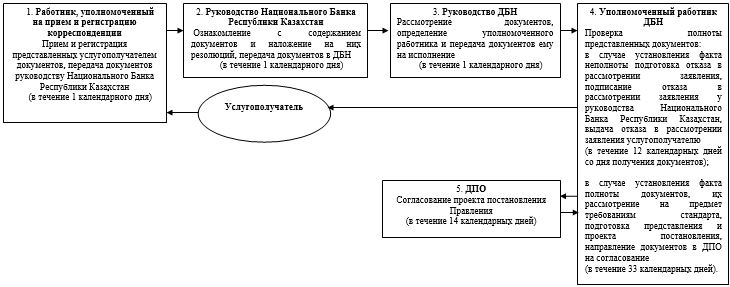 1. Работник, уполномоченный
на прием и регистрацию
корреспонденции
Прием и регистрация
представленных услугополучателем
документов, передача документов
руководству Национального Банка
Республики Казахстан
(в течение 1 календарного дня)
2. Руководство Национального Банка
Республики Казахстан
Ознакомление с содержанием
документов и наложение на них
резолюций, передача документов в ДБН
(в течение 1 календарного дня)
3. Руководство ДБН
Рассмотрение документов,
определение уполномоченного
работника и передача документов ему
на исполнение
(в течение 1 календарного дня)
4. Уполномоченный работник
ДБН
Проверка полноты
представленных документов:
в случае установления факта
неполноты подготовка отказа в
рассмотрении заявления,
подписание отказа в
рассмотрении заявления у
руководства Национального
Банка Республики Казахстан,
выдача отказа в рассмотрении
заявления услугополучателю
(в течение 12 календарных дней
со дня получения документов);
в случае установления факта
полноты документов, их
рассмотрение на предмет
требованиям стандарта,
подготовка представления и
проекта постановления,
направление документов в ДПО
на согласование
(в течение 33 календарных дней).
Услугополучатель
5. ДПО
Согласование проекта постановления
Правления
(в течение 14 календарных дней)